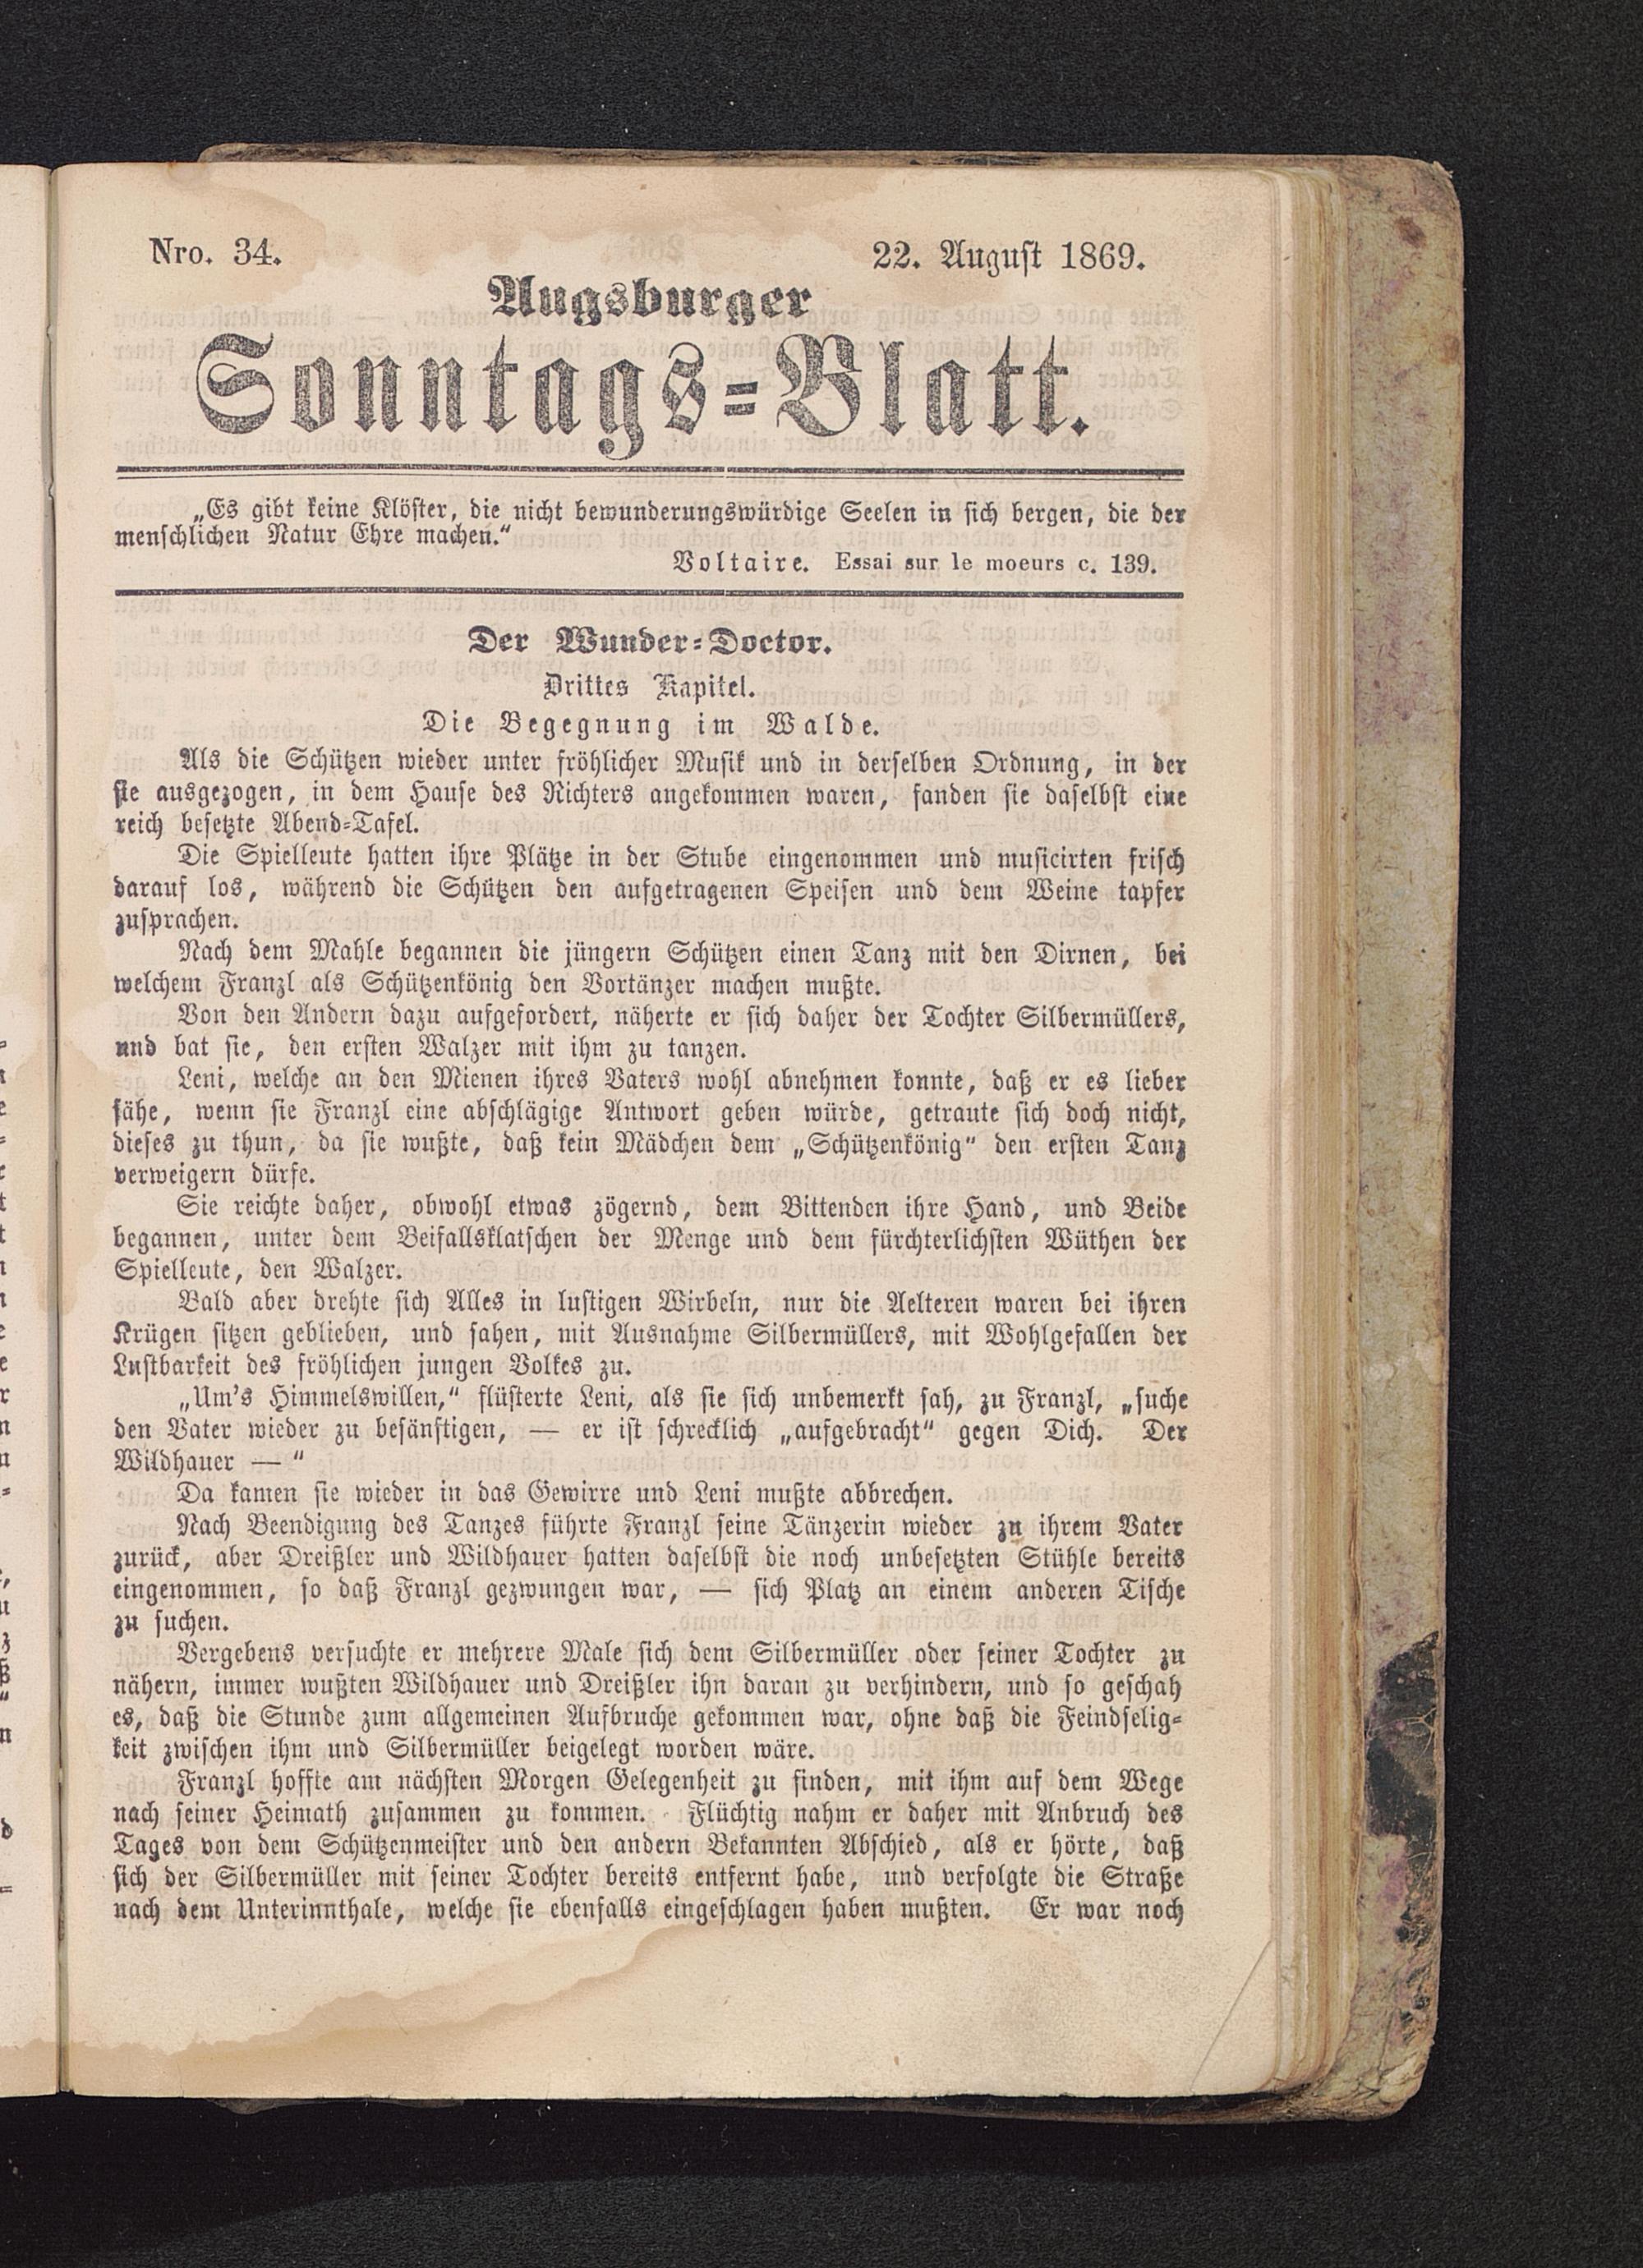 Nro. 34.
22. August 1869.
Augsburger
Sonntags=Blatt.
„Es gibt keine Klöster, die nicht bewunderungswürdige Seelen in sich bergen, die der
menschlichen Natur Ehre machen.“
Voltaire. Essai sur le moeurs c. 139.
Der Wunder=Doctor.
Drittes Kapitel.
Die Begegnung im Walde.
Als die Schützen wieder unter fröhlicher Musik und in derselben Ordnung, in der
sie ausgezogen, in dem Hause des Richters angekommen waren, fanden sie daselbst eine
reich besetzte Abend=Tafel.
Die Spielleute hatten ihre Plätze in der Stube eingenommen und musicirten frisch
darauf los, während die Schützen den aufgetragenen Speisen und dem Weine tapfer
zusprachen.
Nach dem Mahle begannen die jüngern Schützen einen Tanz mit den Dirnen, bei
welchem Franzl als Schützenkönig den Vortänzer machen mußte.
Von den Andern dazu aufgefordert, näherte er sich daher der Tochter Silbermüllers,
und bat sie, den ersten Walzer mit ihm zu tanzen.
Leni, welche an den Mienen ihres Vaters wohl abnehmen konnte, daß er es lieber
sähe, wenn sie Franzl eine abschlägige Antwort geben würde, getraute sich doch nicht,
dieses zu thun, da sie wußte, daß kein Mädchen dem „Schützenkönig“ den ersten Tanz
verweigern dürfe.
Sie reichte daher, obwohl etwas zögernd, dem Bittenden ihre Hand, und Beide
begannen, unter dem Beifallsklatschen der Menge und dem fürchterlichsten Wüthen der
Spielleute, den Walzer.
Bald aber drehte sich Alles in lustigen Wirbeln, nur die Aelteren waren bei ihren
Krügen sitzen geblieben, und sahen, mit Ausnahme Silbermüllers, mit Wohlgefallen der
Lustbarkeit des fröhlichen jungen Volkes zu.
„Um's Himmelswillen,“ flüsterte Leni, als sie sich unbemerkt sah, zu Franzl, „suche
den Vater wieder zu besänftigen, — er ist schrecklich „aufgebracht“ gegen Dich. Der
Wildhauer — “
Da kamen sie wieder in das Gewirre und Leni mußte abbrechen.
Nach Beendigung des Tanzes führte Franzl seine Tänzerin wieder zu ihrem Vater
zurück, aber Dreißler und Wildhauer hatten daselbst die noch unbesetzten Stühle bereits
eingenommen, so daß Franzl gezwungen war, — sich Platz an einem anderen Tische
zu suchen.
Vergebens versuchte er mehrere Male sich dem Silbermüller oder seiner Tochter zu
nähern, immer wußten Wildhauer und Dreißler ihn daran zu verhindern, und so geschah
es, daß die Stunde zum allgemeinen Aufbruche gekommen war, ohne daß die Feindselig=
keit zwischen ihm und Silbermüller beigelegt worden wäre.
Franzl hoffte am nächsten Morgen Gelegenheit zu finden, mit ihm auf dem Wege
nach seiner Heimath zusammen zu kommen. Flüchtig nahm er daher mit Anbruch des
Tages von dem Schützenmeister und den andern Bekannten Abschied, als er hörte, daß
sich der Silbermüller mit seiner Tochter bereits entfernt habe, und verfolgte die Straße
nach dem Unterinnthale, welche sie ebenfalls eingeschlagen haben mußten. Er war noch